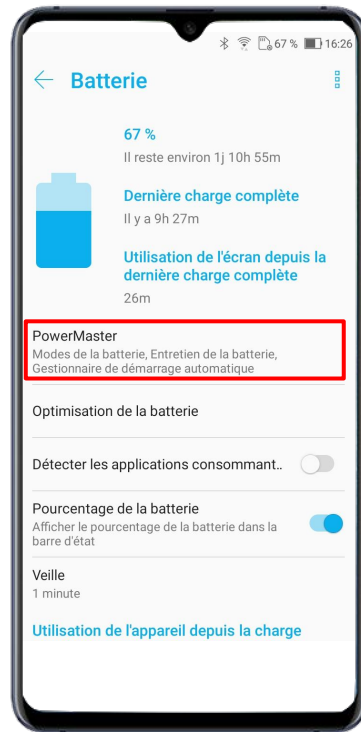 67 % 16:26
Batterie
67 %
Il reste environ 1j 10h 55m
Dernière charge complète
Il y a 9h 27m
Utilisation de l'écran depuis la
dernière charge complète
26m
PowerMaster
Modes de la batterie, Entretien de la batterie,
Gestionnaire de démarrage automatique
Optimisation de la batterie
Détecter les applications consommant..
Pourcentage de la batterie
Afficher le pourcentage de la batterie dans la
barre d'état
Veille
1 minute
Utilisation de l'appareil depuis la charge